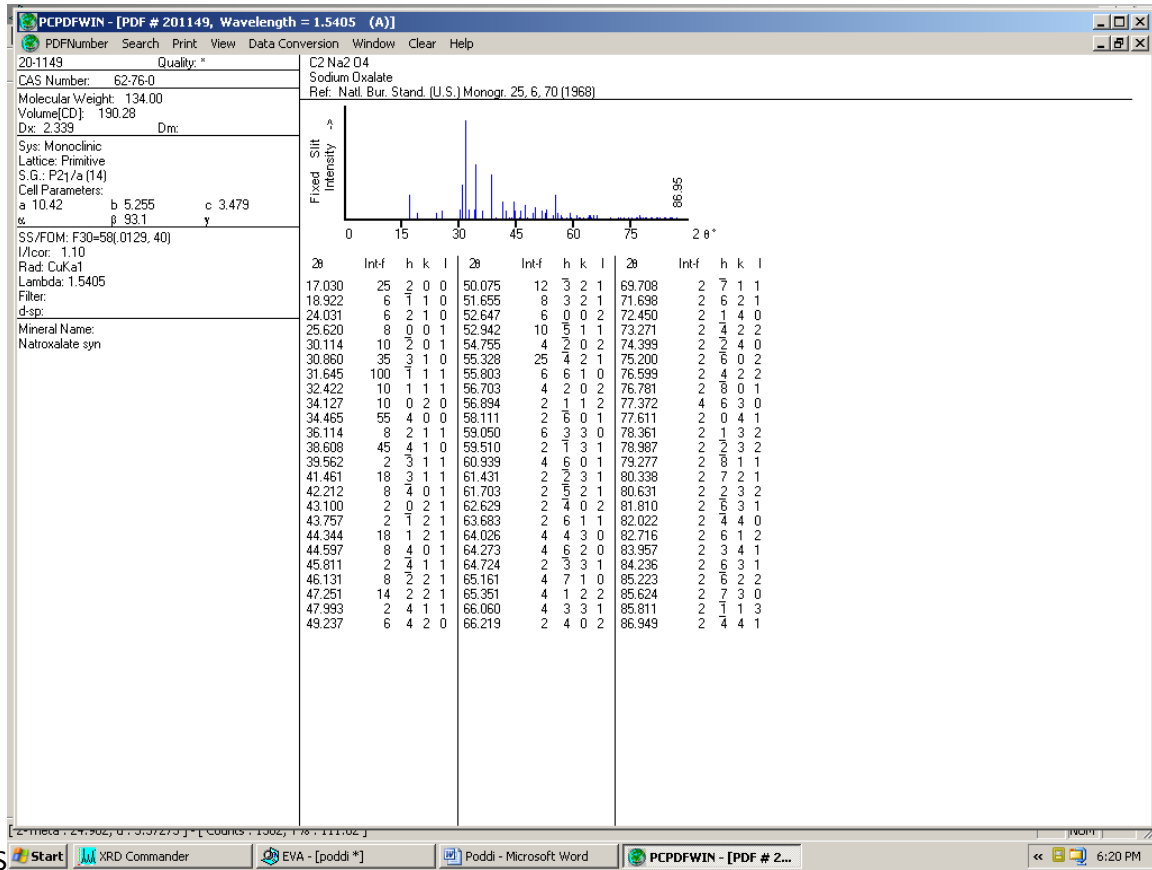 PCPDFWIN - [PDF # 201149, Wavelength = 1.5405 (A)]
PDFNumber Search Print View Data Conversion Window Clear Help
20-1149 Quality: *
CAS Number: 62-76-0
Molecular Weight: 134.00
Volume[CD]: 190.28
Dx: 2.339 Dm:
Sys: Monoclinic
Lattice: Primitive
S.G.: P21/a (14)
Cell Parameters:
a 10.42 b 5.255 c 3.479
α β 93.1 γ
SS/FOM: F30=58(.0129, 40)
I/Icor: 1.10
Rad: CuKa1
Lambda: 1.5405
Filter:
d-sp:
Mineral Name:
Natroxalate syn
C2 Na2 O4
Sodium Oxalate
Ref: Natl. Bur. Stand. (U.S.) Monogr. 25, 6, 70 (1968)
Fixed Slit
Intensity ->
86.95
0 15 30 45 60 75 2 θ°
2θ Int-f h k l
17.030 25 2 0 0
18.922 6 1̅ 1 0
24.031 6 2 1 0
25.620 8 0 0 1
30.114 10 2̅ 0 1
30.860 35 3 1 0
31.645 100 1̅ 1 1
32.422 10 1 1 1
34.127 10 0 2 0
34.465 55 4 0 0
36.114 8 2 1 1
38.608 45 4 1 0
39.562 2 3̅ 1 1
41.461 18 3 1 1
42.212 8 4̅ 0 1
43.100 2 0 2 1
43.757 2 1̅ 2 1
44.344 18 1 2 1
44.597 8 4 0 1
45.811 2 4̅ 1 1
46.131 8 2̅ 2 1
47.251 14 2 2 1
47.993 2 4 1 1
49.237 6 4 2 0
2θ Int-f h k l
50.075 12 3̅ 2 1
51.655 8 3 2 1
52.647 6 0 0 2
52.942 10 5̅ 1 1
54.755 4 2̅ 0 2
55.328 25 4̅ 2 1
55.803 6 6 1 0
56.703 4 2 0 2
56.894 2 1 1 2
58.111 2 6̅ 0 1
59.050 6 3 3 0
59.510 2 1̅ 3 1
60.939 4 6 0 1
61.431 2 2̅ 3 1
61.703 2 5̅ 2 1
62.629 2 4̅ 0 2
63.683 2 6 1 1
64.026 4 4 3 0
64.273 4 6 2 0
64.724 2 3̅ 3 1
65.161 4 7 1 0
65.351 4 1 2 2
66.060 4 3 3 1
66.219 2 4 0 2
2θ Int-f h k l
69.708 2 7̅ 1 1
71.698 2 6 2 1
72.450 2 1 4 0
73.271 2 4̅ 2 2
74.399 2 2̅ 4 0
75.200 2 6̅ 0 2
76.599 2 4 2 2
76.781 2 8̅ 0 1
77.372 4 6 3 0
77.611 2 0 4 1
78.361 2 1 3 2
78.987 2 2̅ 3 2
79.277 2 8̅ 1 1
80.338 2 7 2 1
80.631 2 2 3 2
81.810 2 6̅ 3 1
82.022 2 4̅ 4 0
82.716 2 6 1 2
83.957 2 3 4 1
84.236 2 6 3 1
85.223 2 6̅ 2 2
85.624 2 7 3 0
85.811 2 1̅ 1 3
86.949 2 4̅ 4 1
NUM
s Start XRD Commander EVA - [poddi *] Poddi - Microsoft Word PCPDFWIN - [PDF # 2... « 6:20 PM